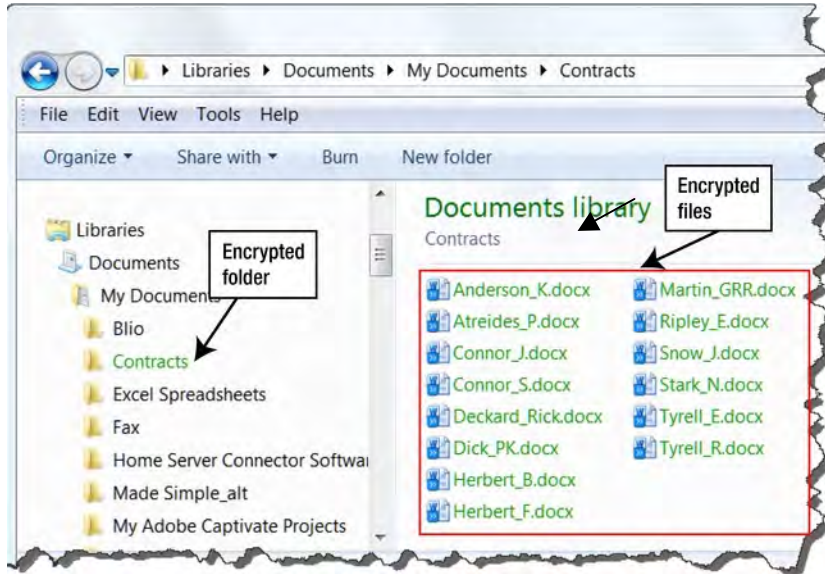 Libraries ▸ Documents ▸ My Documents ▸ Contracts
File Edit View Tools Help
Organize Share with Burn New folder
Libraries
Documents
My Documents
Blio
Contracts
Excel Spreadsheets
Fax
Home Server Connector Softwar
Made Simple_alt
My Adobe Captivate Projects
Encrypted
folder
Documents library
Contracts
Encrypted
files
Anderson_K.docx
Atreides_P.docx
Connor_J.docx
Connor_S.docx
Deckard_Rick.docx
Dick_PK.docx
Herbert_B.docx
Herbert_F.docx
Martin_GRR.docx
Ripley_E.docx
Snow_J.docx
Stark_N.docx
Tyrell_E.docx
Tyrell_R.docx